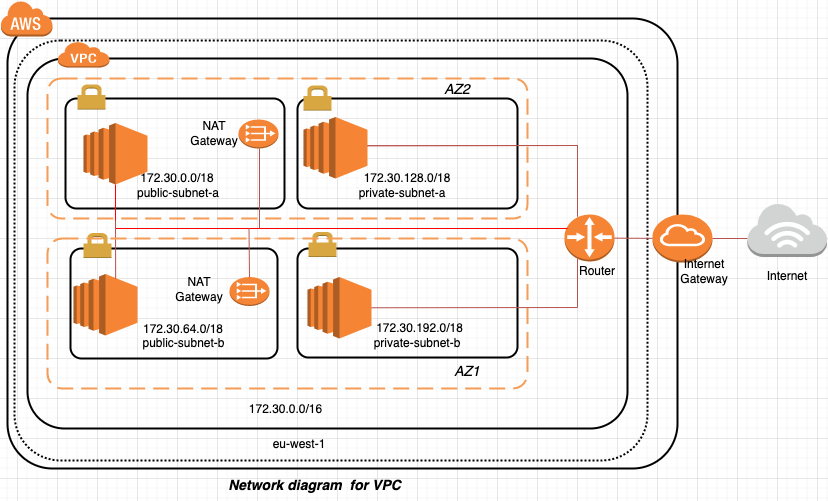 AWS
VPC
AZ2
NAT
Gateway
172.30.0.0/18
public-subnet-a
172.30.128.0/18
private-subnet-a
Router
Internet
Gateway
Internet
NAT
Gateway
172.30.64.0/18
public-subnet-b
172.30.192.0/18
private-subnet-b
AZ1
172.30.0.0/16
eu-west-1
Network diagram for VPC